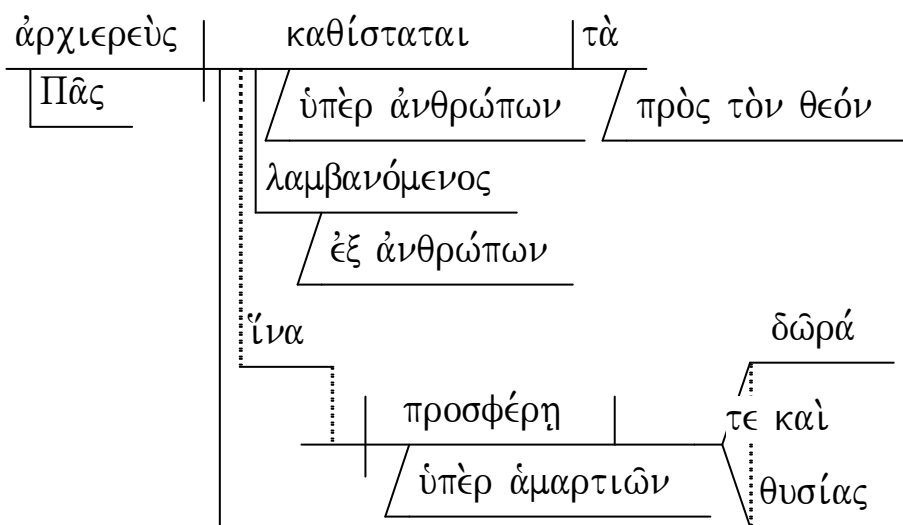 ἀρχιερεὺς καθίσταται τὰ
Πᾶς ὑπὲρ ἀνθρώπων πρὸς τὸν θεόν
λαμβανόμενος
ἐξ ἀνθρώπων
ἵνα δῶρά
προσφέρῃ τε καὶ
ὑπὲρ ἁμαρτιῶν θυσίας